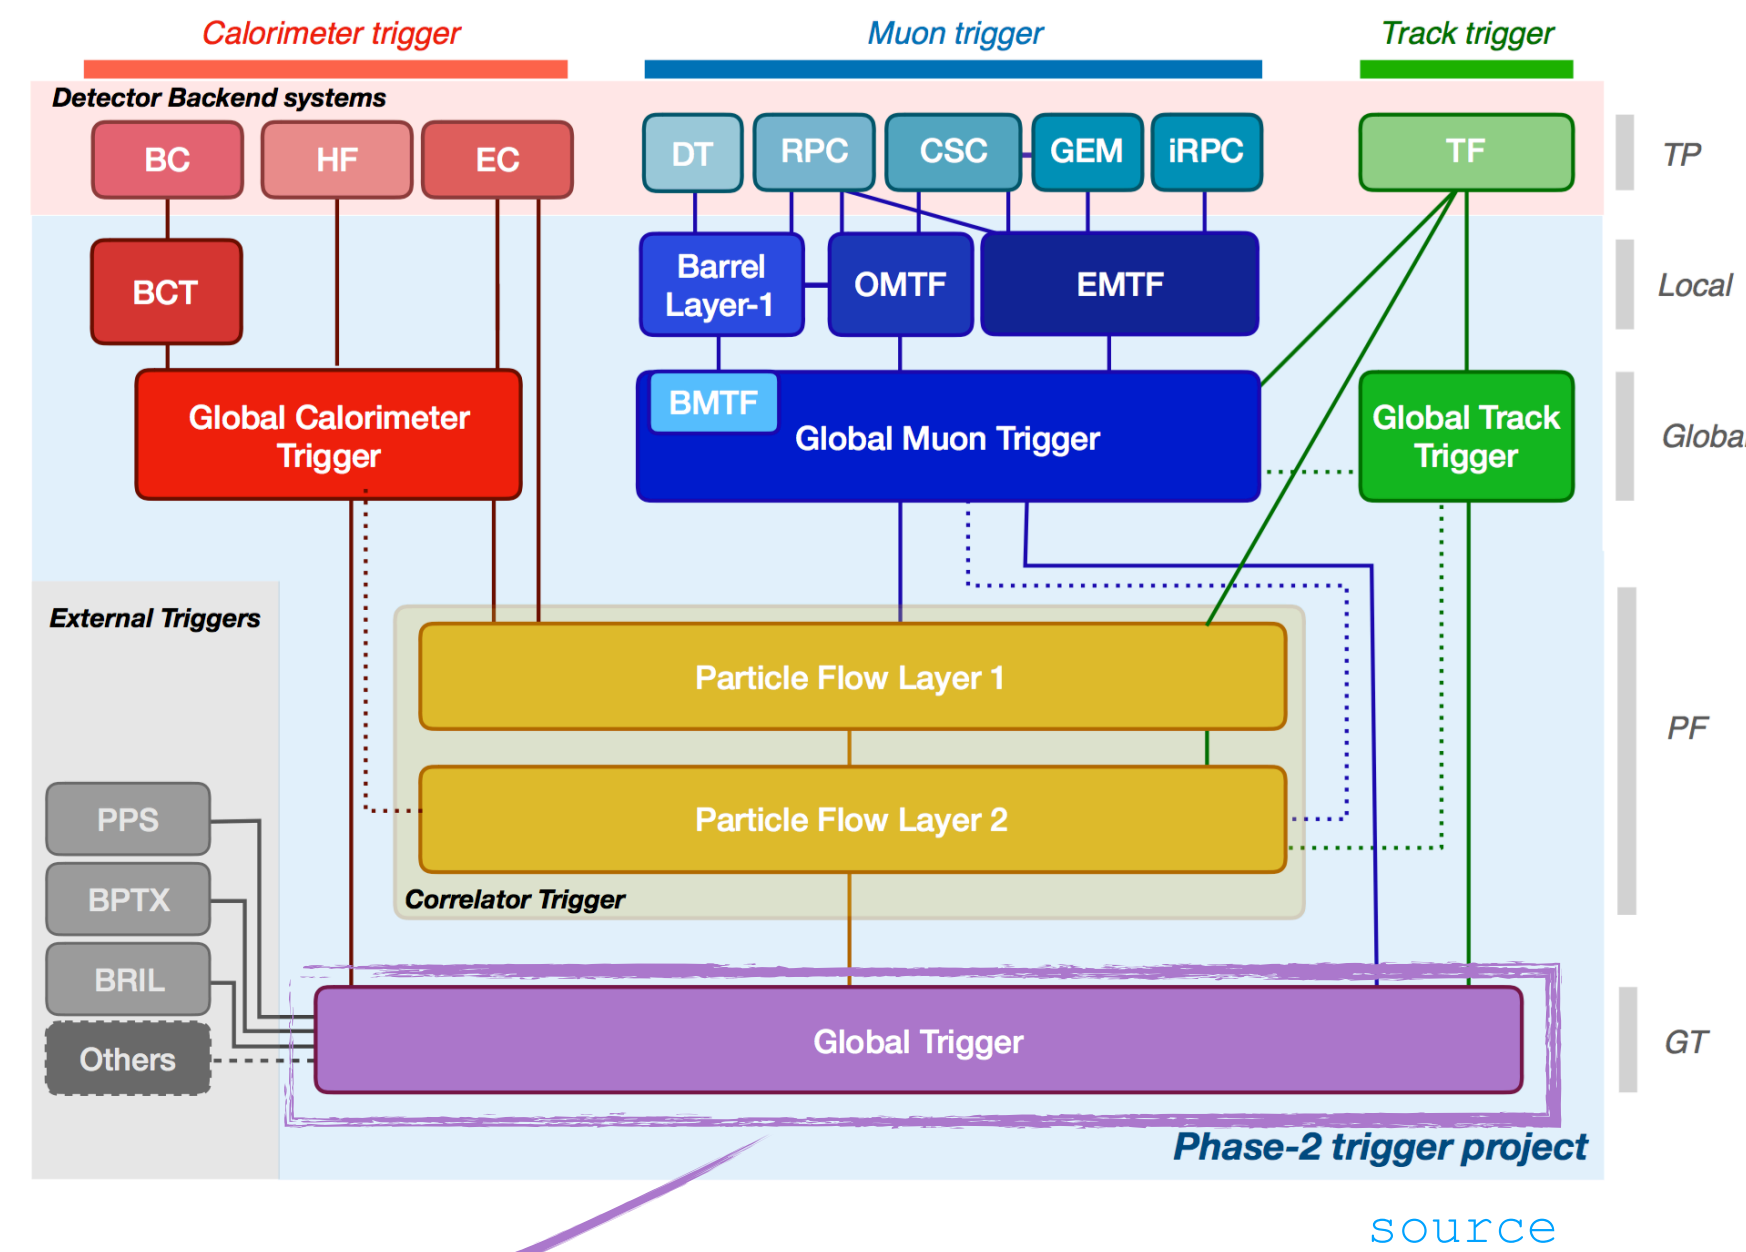 Calorimeter trigger
Muon trigger
Track trigger
Detector Backend systems
BC
HF
EC
DT
RPC
CSC
GEM
iRPC
TF
TP
BCT
Barrel
Layer-1
OMTF
EMTF
Local
Global Calorimeter
Trigger
BMTF
Global Muon Trigger
Global Track
Trigger
Global
External Triggers
Particle Flow Layer 1
PF
PPS
Particle Flow Layer 2
BPTX
Correlator Trigger
BRIL
Others
Global Trigger
GT
Phase-2 trigger project
source